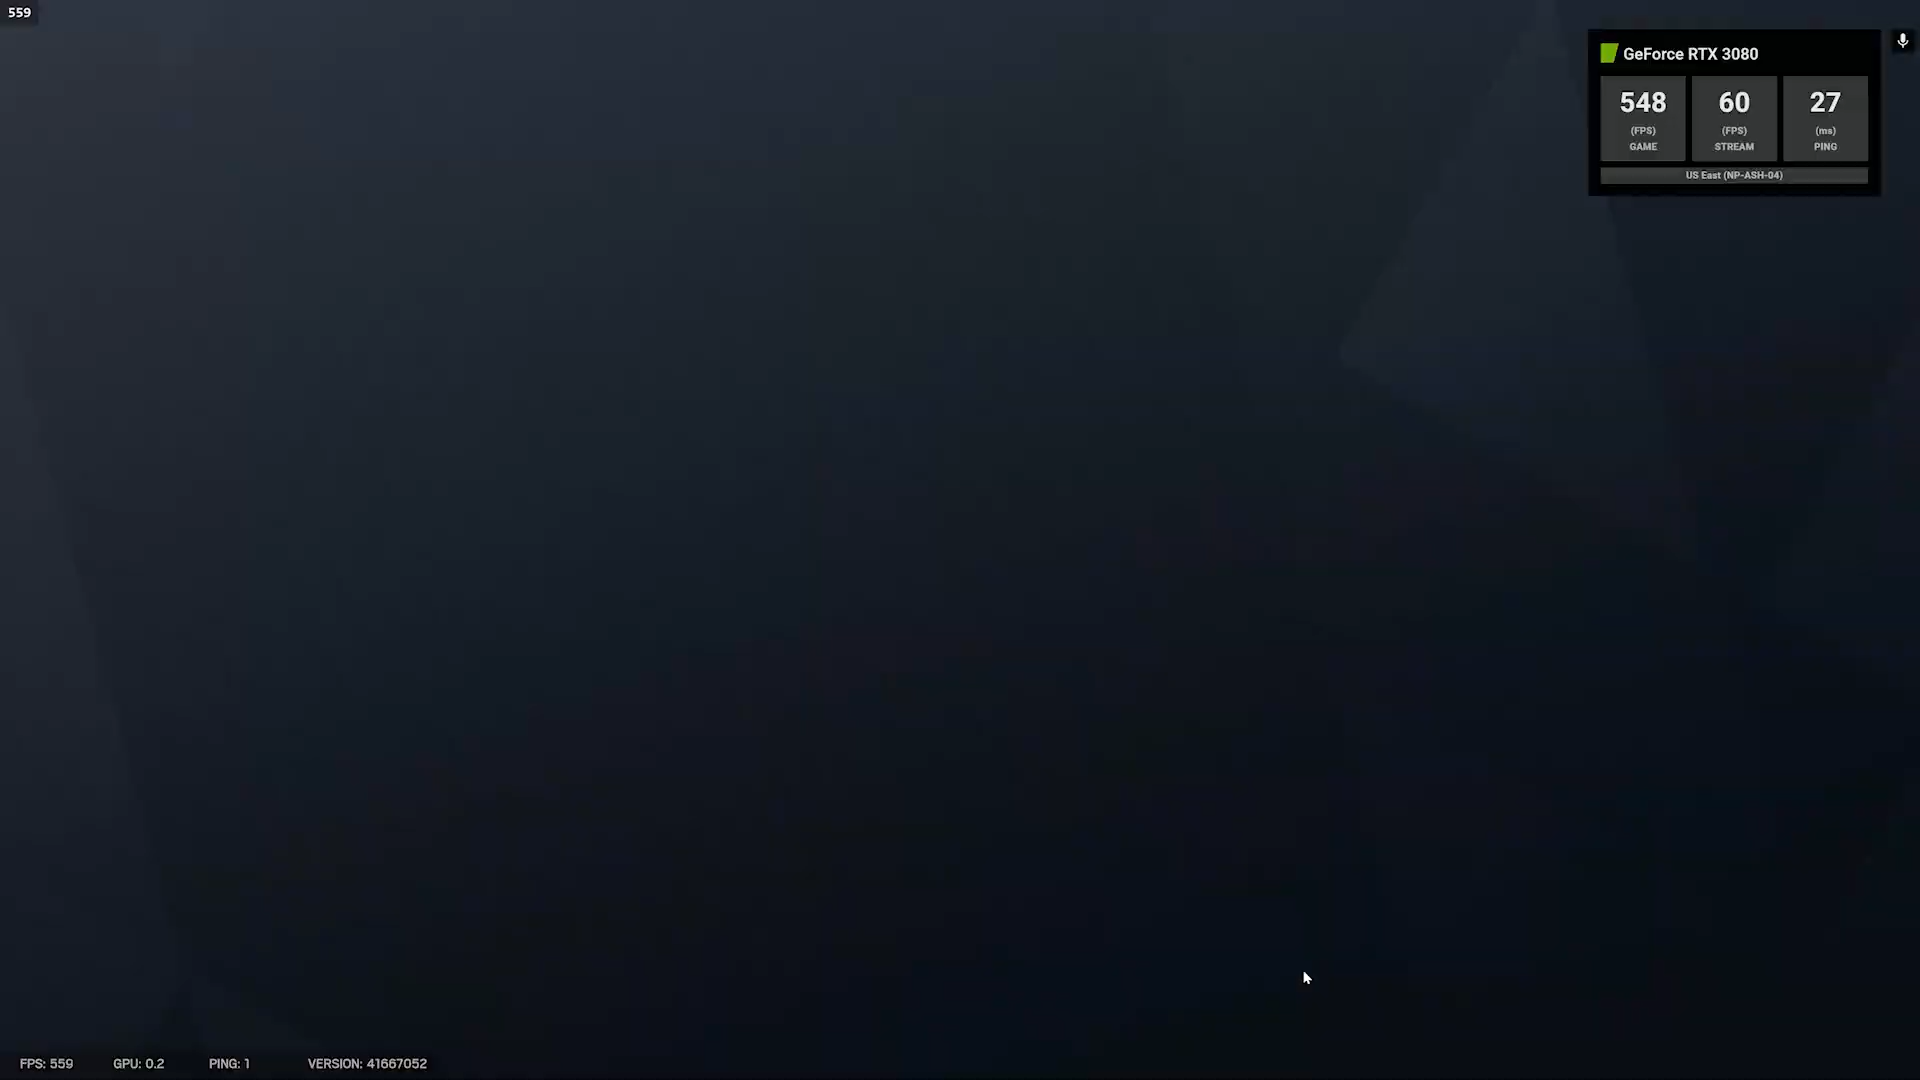 559
GeForce RTX 3080
548 60 27
(FPS) (FPS) (ms)
GAME STREAM PING
US East (NP-ASH-04)
FPS: 559 GPU: 0.2 PING: 1 VERSION: 41667052